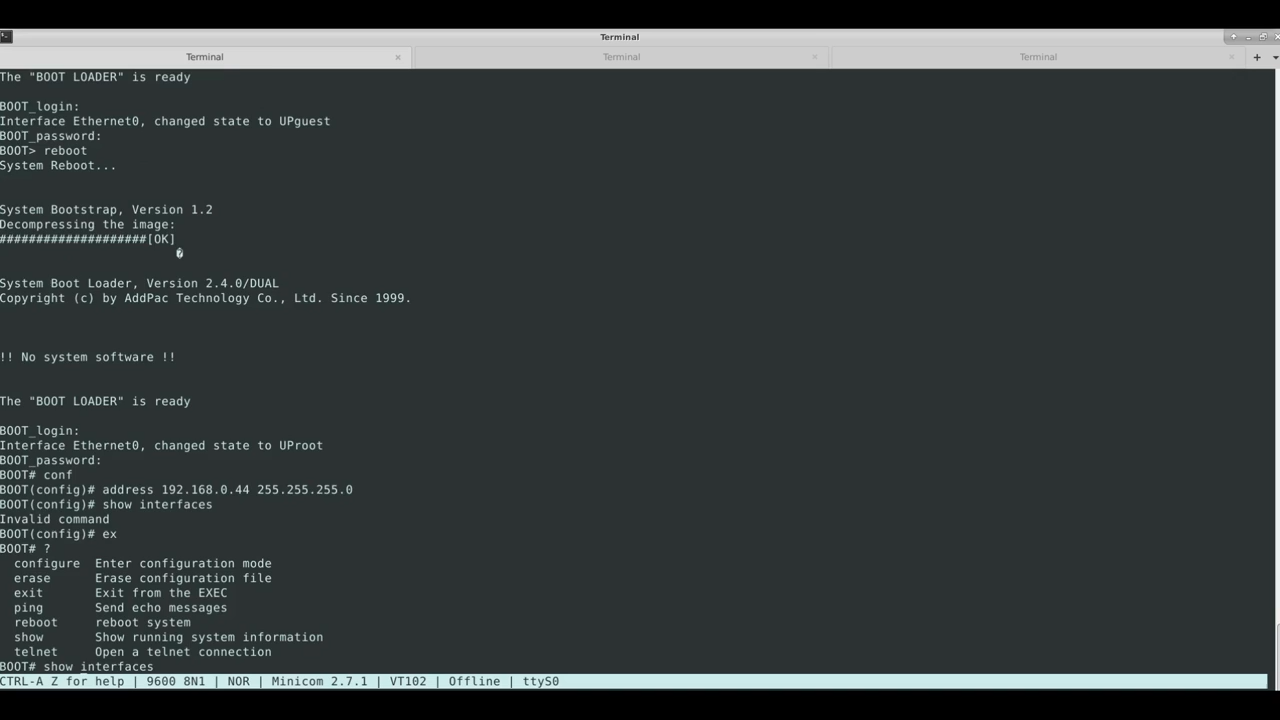 Terminal
Terminal
Terminal
Terminal
The "BOOT LOADER" is ready
BOOT_login:
Interface Ethernet0, changed state to UPguest
BOOT_password:
BOOT> reboot
System Reboot...
System Bootstrap, Version 1.2
Decompressing the image:
####################[OK]
System Boot Loader, Version 2.4.0/DUAL
Copyright (c) by AddPac Technology Co., Ltd. Since 1999.
!! No system software !!
The "BOOT LOADER" is ready
BOOT_login:
Interface Ethernet0, changed state to UProot
BOOT_password:
BOOT# conf
BOOT(config)# address 192.168.0.44 255.255.255.0
BOOT(config)# show interfaces
Invalid command
BOOT(config)# ex
BOOT# ?
configure Enter configuration mode
erase Erase configuration file
exit Exit from the EXEC
ping Send echo messages
reboot reboot system
show Show running system information
telnet Open a telnet connection
BOOT# show interfaces
CTRL-A Z for help | 9600 8N1 | NOR | Minicom 2.7.1 | VT102 | Offline | ttyS0